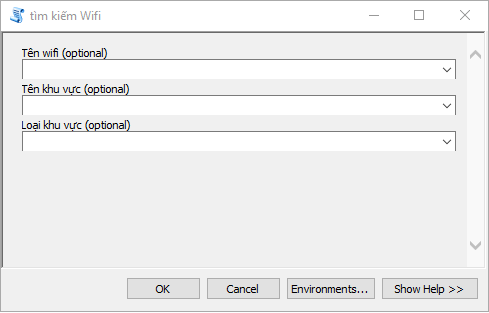 tìm kiếm Wifi
Tên wifi (optional)
Tên khu vực (optional)
Loại khu vực (optional)
OK
Cancel
Environments...
Show Help >>